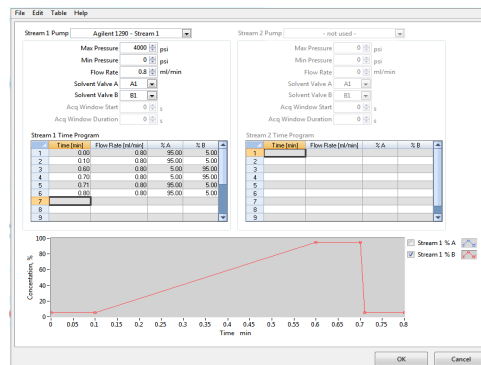 File Edit Table Help
Stream 1 Pump Agilent 1290 - Stream 1
Max Pressure 4000 psi
Min Pressure 0 psi
Flow Rate 0.8 ml/min
Solvent Valve A A1
Solvent Valve B B1
Acq Window Start 0 s
Acq Window Duration 0 s
Stream 1 Time Program
Time [min] Flow Rate [ml/min] % A % B
1 0.00 0.80 95.00 5.00
2 0.10 0.80 95.00 5.00
3 0.60 0.80 5.00 95.00
4 0.70 0.80 5.00 95.00
5 0.71 0.80 95.00 5.00
6 0.80 0.80 95.00 5.00
7
8
9
Stream 2 Pump - not used -
Max Pressure 0 psi
Min Pressure 0 psi
Flow Rate 0 ml/min
Solvent Valve A A1
Solvent Valve B B1
Acq Window Start 0 s
Acq Window Duration 0 s
Stream 2 Time Program
Time [min] Flow Rate [ml/min] % A % B
1
2
3
4
5
6
7
8
9
Concentation, %
100
80
60
40
20
0
0 0.05 0.1 0.15 0.2 0.25 0.3 0.35 0.4 0.45 0.5 0.55 0.6 0.65 0.7 0.75 0.8
Time min
Stream 1 % A
Stream 1 % B
OK Cancel